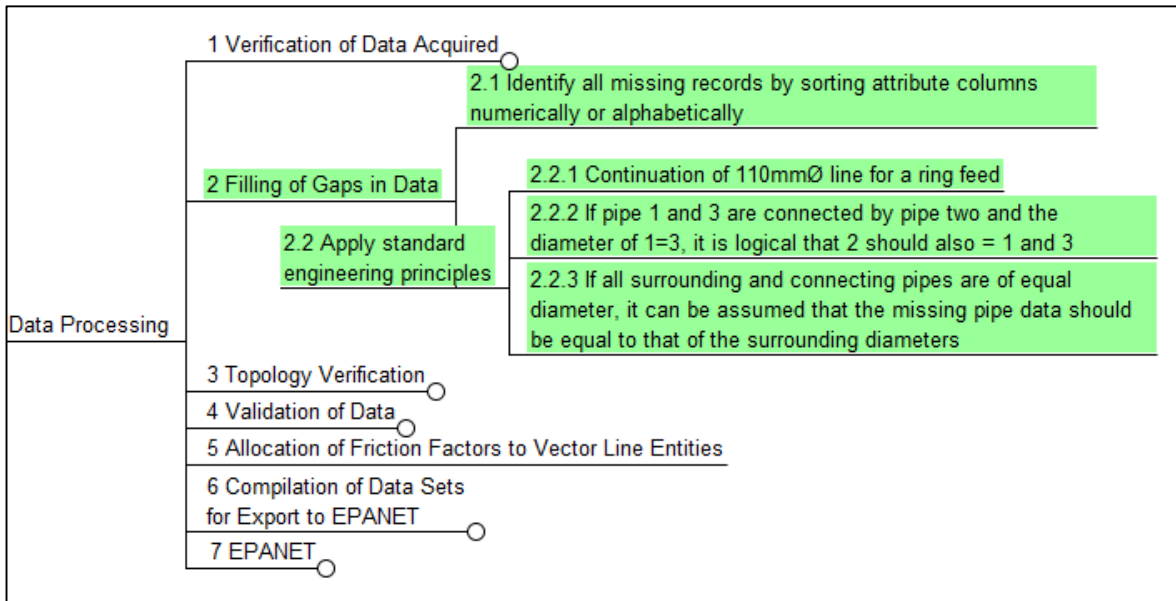 1 Verification of Data Acquired
2.1 Identify all missing records by sorting attribute columns
numerically or alphabetically
2 Filling of Gaps in Data
2.2.1 Continuation of 110mmØ line for a ring feed
2.2.2 If pipe 1 and 3 are connected by pipe two and the
diameter of 1=3, it is logical that 2 should also = 1 and 3
2.2 Apply standard
engineering principles
2.2.3 If all surrounding and connecting pipes are of equal
diameter, it can be assumed that the missing pipe data should
be equal to that of the surrounding diameters
Data Processing
3 Topology Verification
4 Validation of Data
5 Allocation of Friction Factors to Vector Line Entities
6 Compilation of Data Sets
for Export to EPANET
7 EPANET